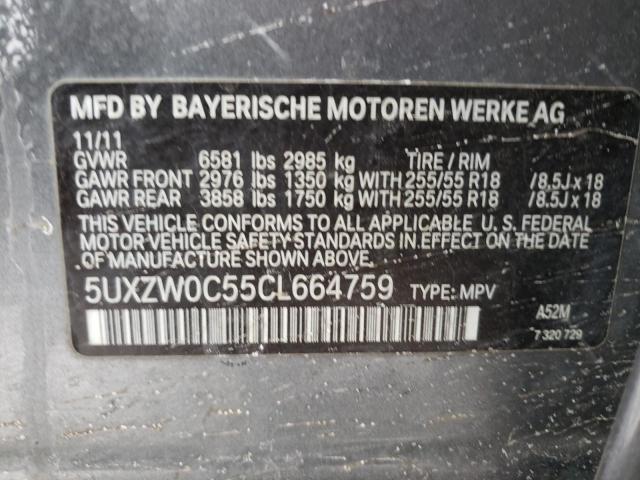 MFD BY BAYERISCHE MOTOREN WERKE AG
11/11
GVWR 6581 lbs 2985 kg TIRE / RIM
GAWR FRONT 2976 lbs 1350 kg WITH 255/55 R18 /8,5J x 18
GAWR REAR 3858 lbs 1750 kg WITH 255/55 R18 /8,5J x 18
THIS VEHICLE CONFORMS TO ALL APPLICABLE U. S. FEDERAL
MOTOR VEHICLE SAFETY STANDARDS IN EFFECT ON THE DATE
OF MANUFACTURE SHOWN ABOVE.
5UXZW0C55CL664759 TYPE: MPV
A52M
7 320 729